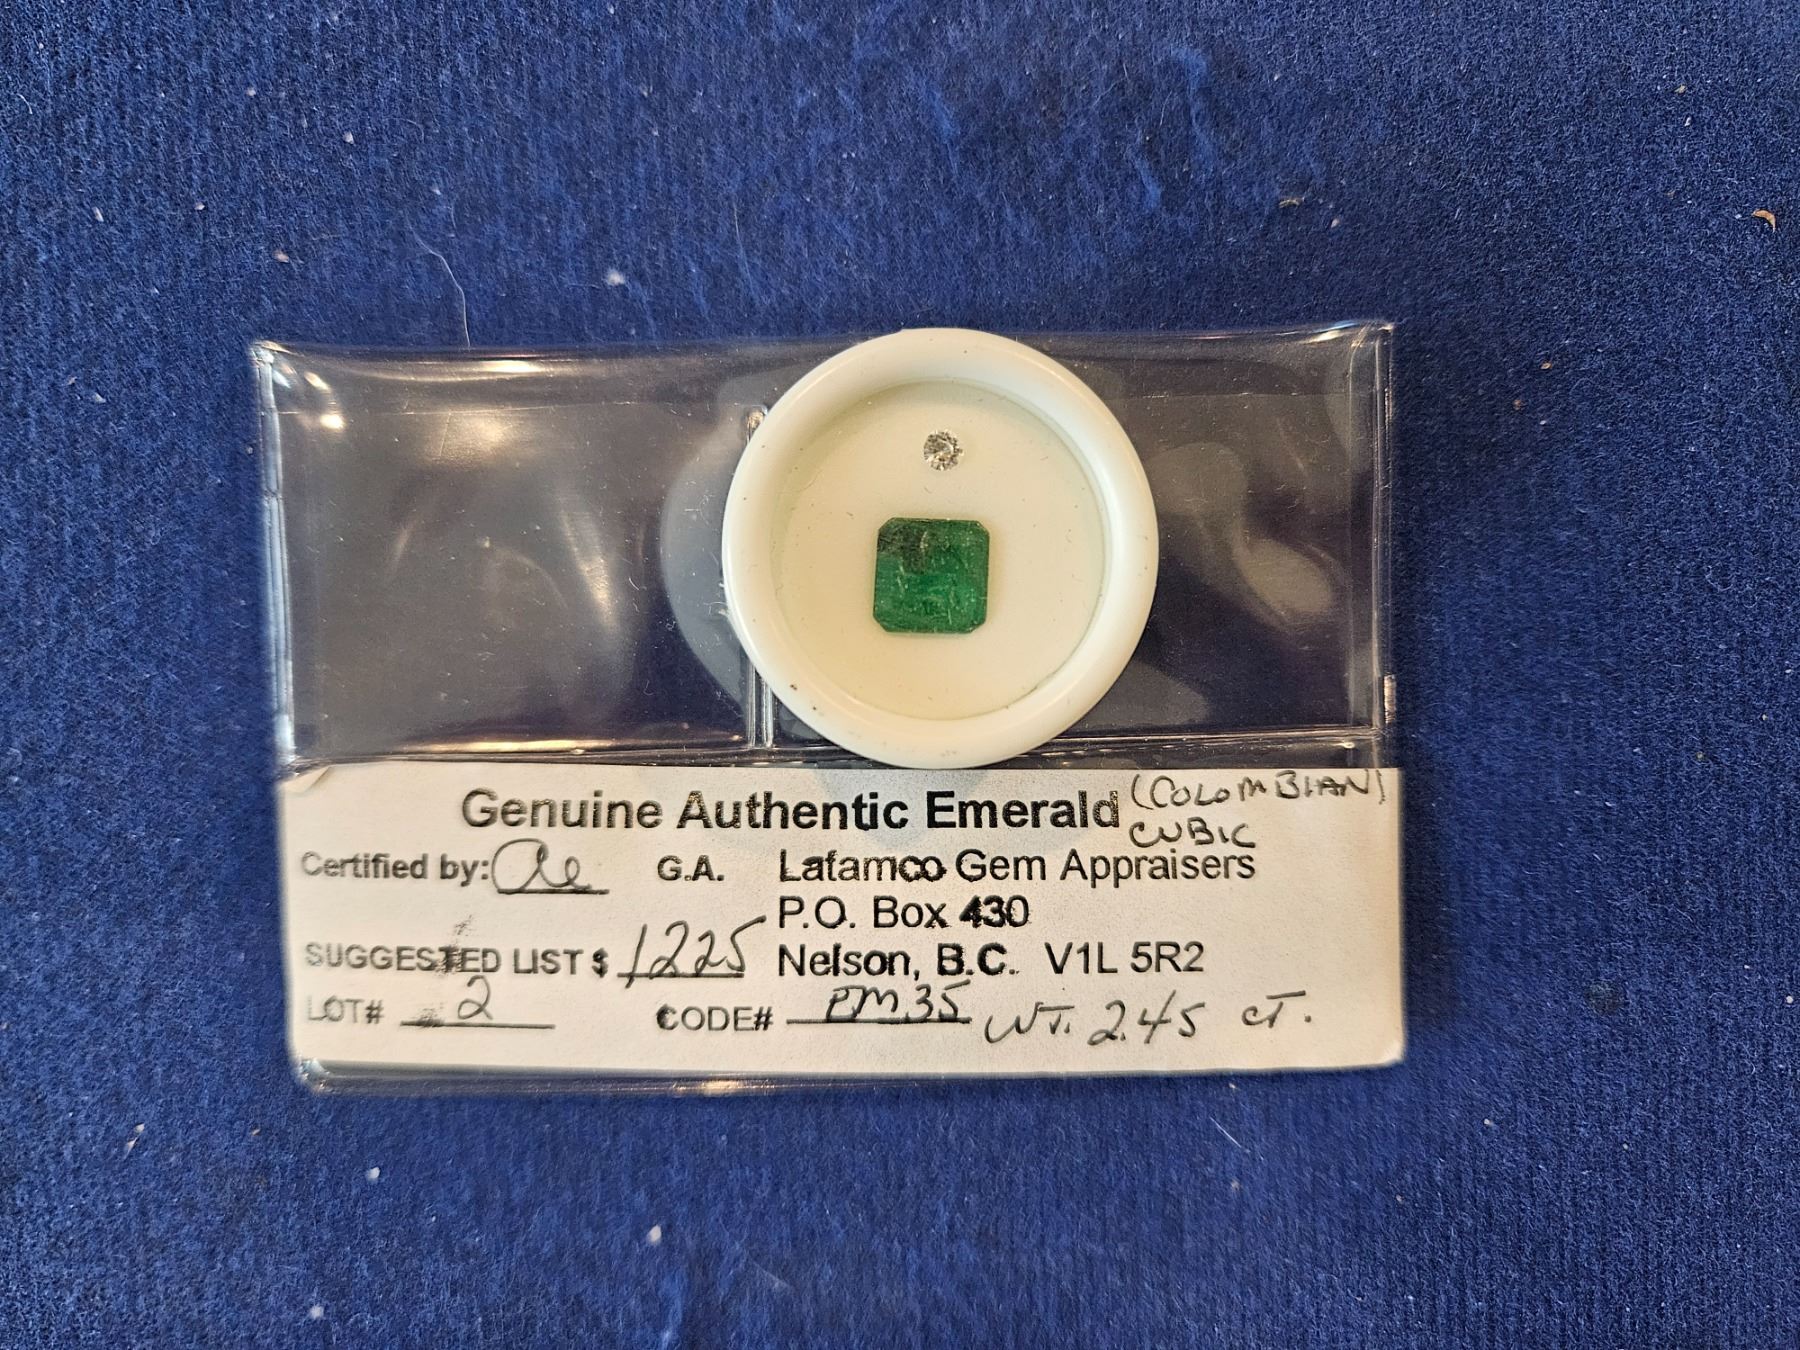 Genuine Authentic Emerald (COLOMBIAN)
CUBIC
Certified by: G.A. Latamco Gem Appraisers
P.O. Box 430
SUGGESTED LIST $ 1225 Nelson, B.C. V1L 5R2
LOT# 2 CODE# PM35 WT. 2.45 CT.